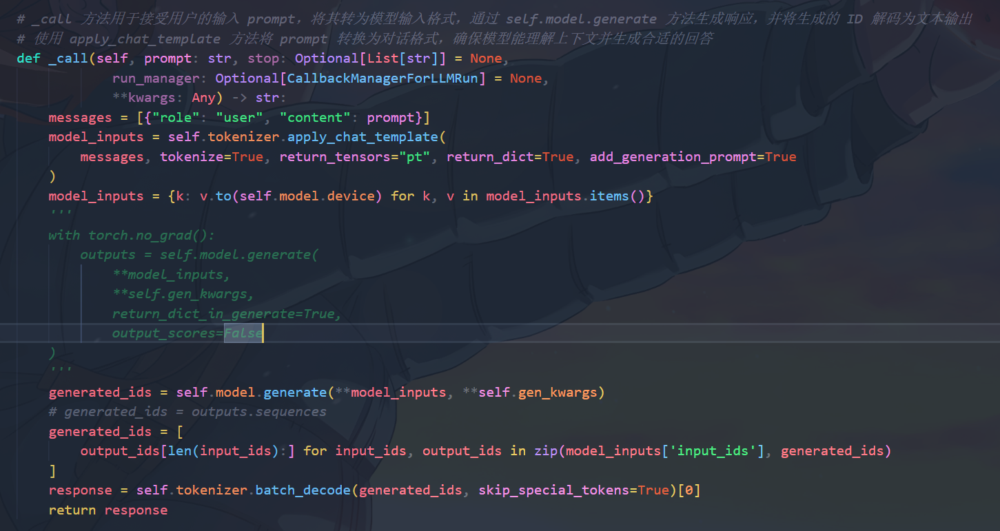 # _call 方法用于接受用户的输入 prompt，将其转为模型输入格式，通过 self.model.generate 方法生成响应，并将生成的 ID 解码为文本输出
# 使用 apply_chat_template 方法将 prompt 转换为对话格式，确保模型能理解上下文并生成合适的回答
def _call(self, prompt: str, stop: Optional[List[str]] = None,
            run_manager: Optional[CallbackManagerForLLMRun] = None,
            **kwargs: Any) -> str:
    messages = [{"role": "user", "content": prompt}]
    model_inputs = self.tokenizer.apply_chat_template(
        messages, tokenize=True, return_tensors="pt", return_dict=True, add_generation_prompt=True
    )
    model_inputs = {k: v.to(self.model.device) for k, v in model_inputs.items()}
    '''
    with torch.no_grad():
        outputs = self.model.generate(
            **model_inputs,
            **self.gen_kwargs,
            return_dict_in_generate=True,
            output_scores=False
    )
    '''
    generated_ids = self.model.generate(**model_inputs, **self.gen_kwargs)
    # generated_ids = outputs.sequences
    generated_ids = [
        output_ids[len(input_ids):] for input_ids, output_ids in zip(model_inputs['input_ids'], generated_ids)
    ]
    response = self.tokenizer.batch_decode(generated_ids, skip_special_tokens=True)[0]
    return response